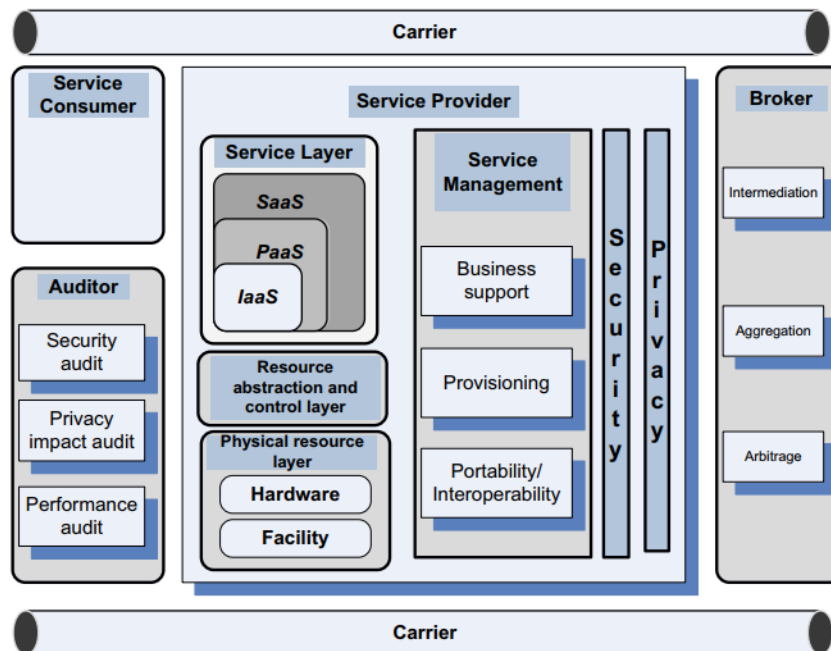 Carrier
Service
Consumer
Service Provider
Broker
Service Layer
SaaS
PaaS
IaaS
Service
Management
Security
Privacy
Intermediation
Business
support
Auditor
Security
audit
Aggregation
Resource
abstraction and
control layer
Provisioning
Privacy
impact audit
Physical resource
layer
Hardware
Facility
Portability/
Interoperability
Arbitrage
Performance
audit
Carrier